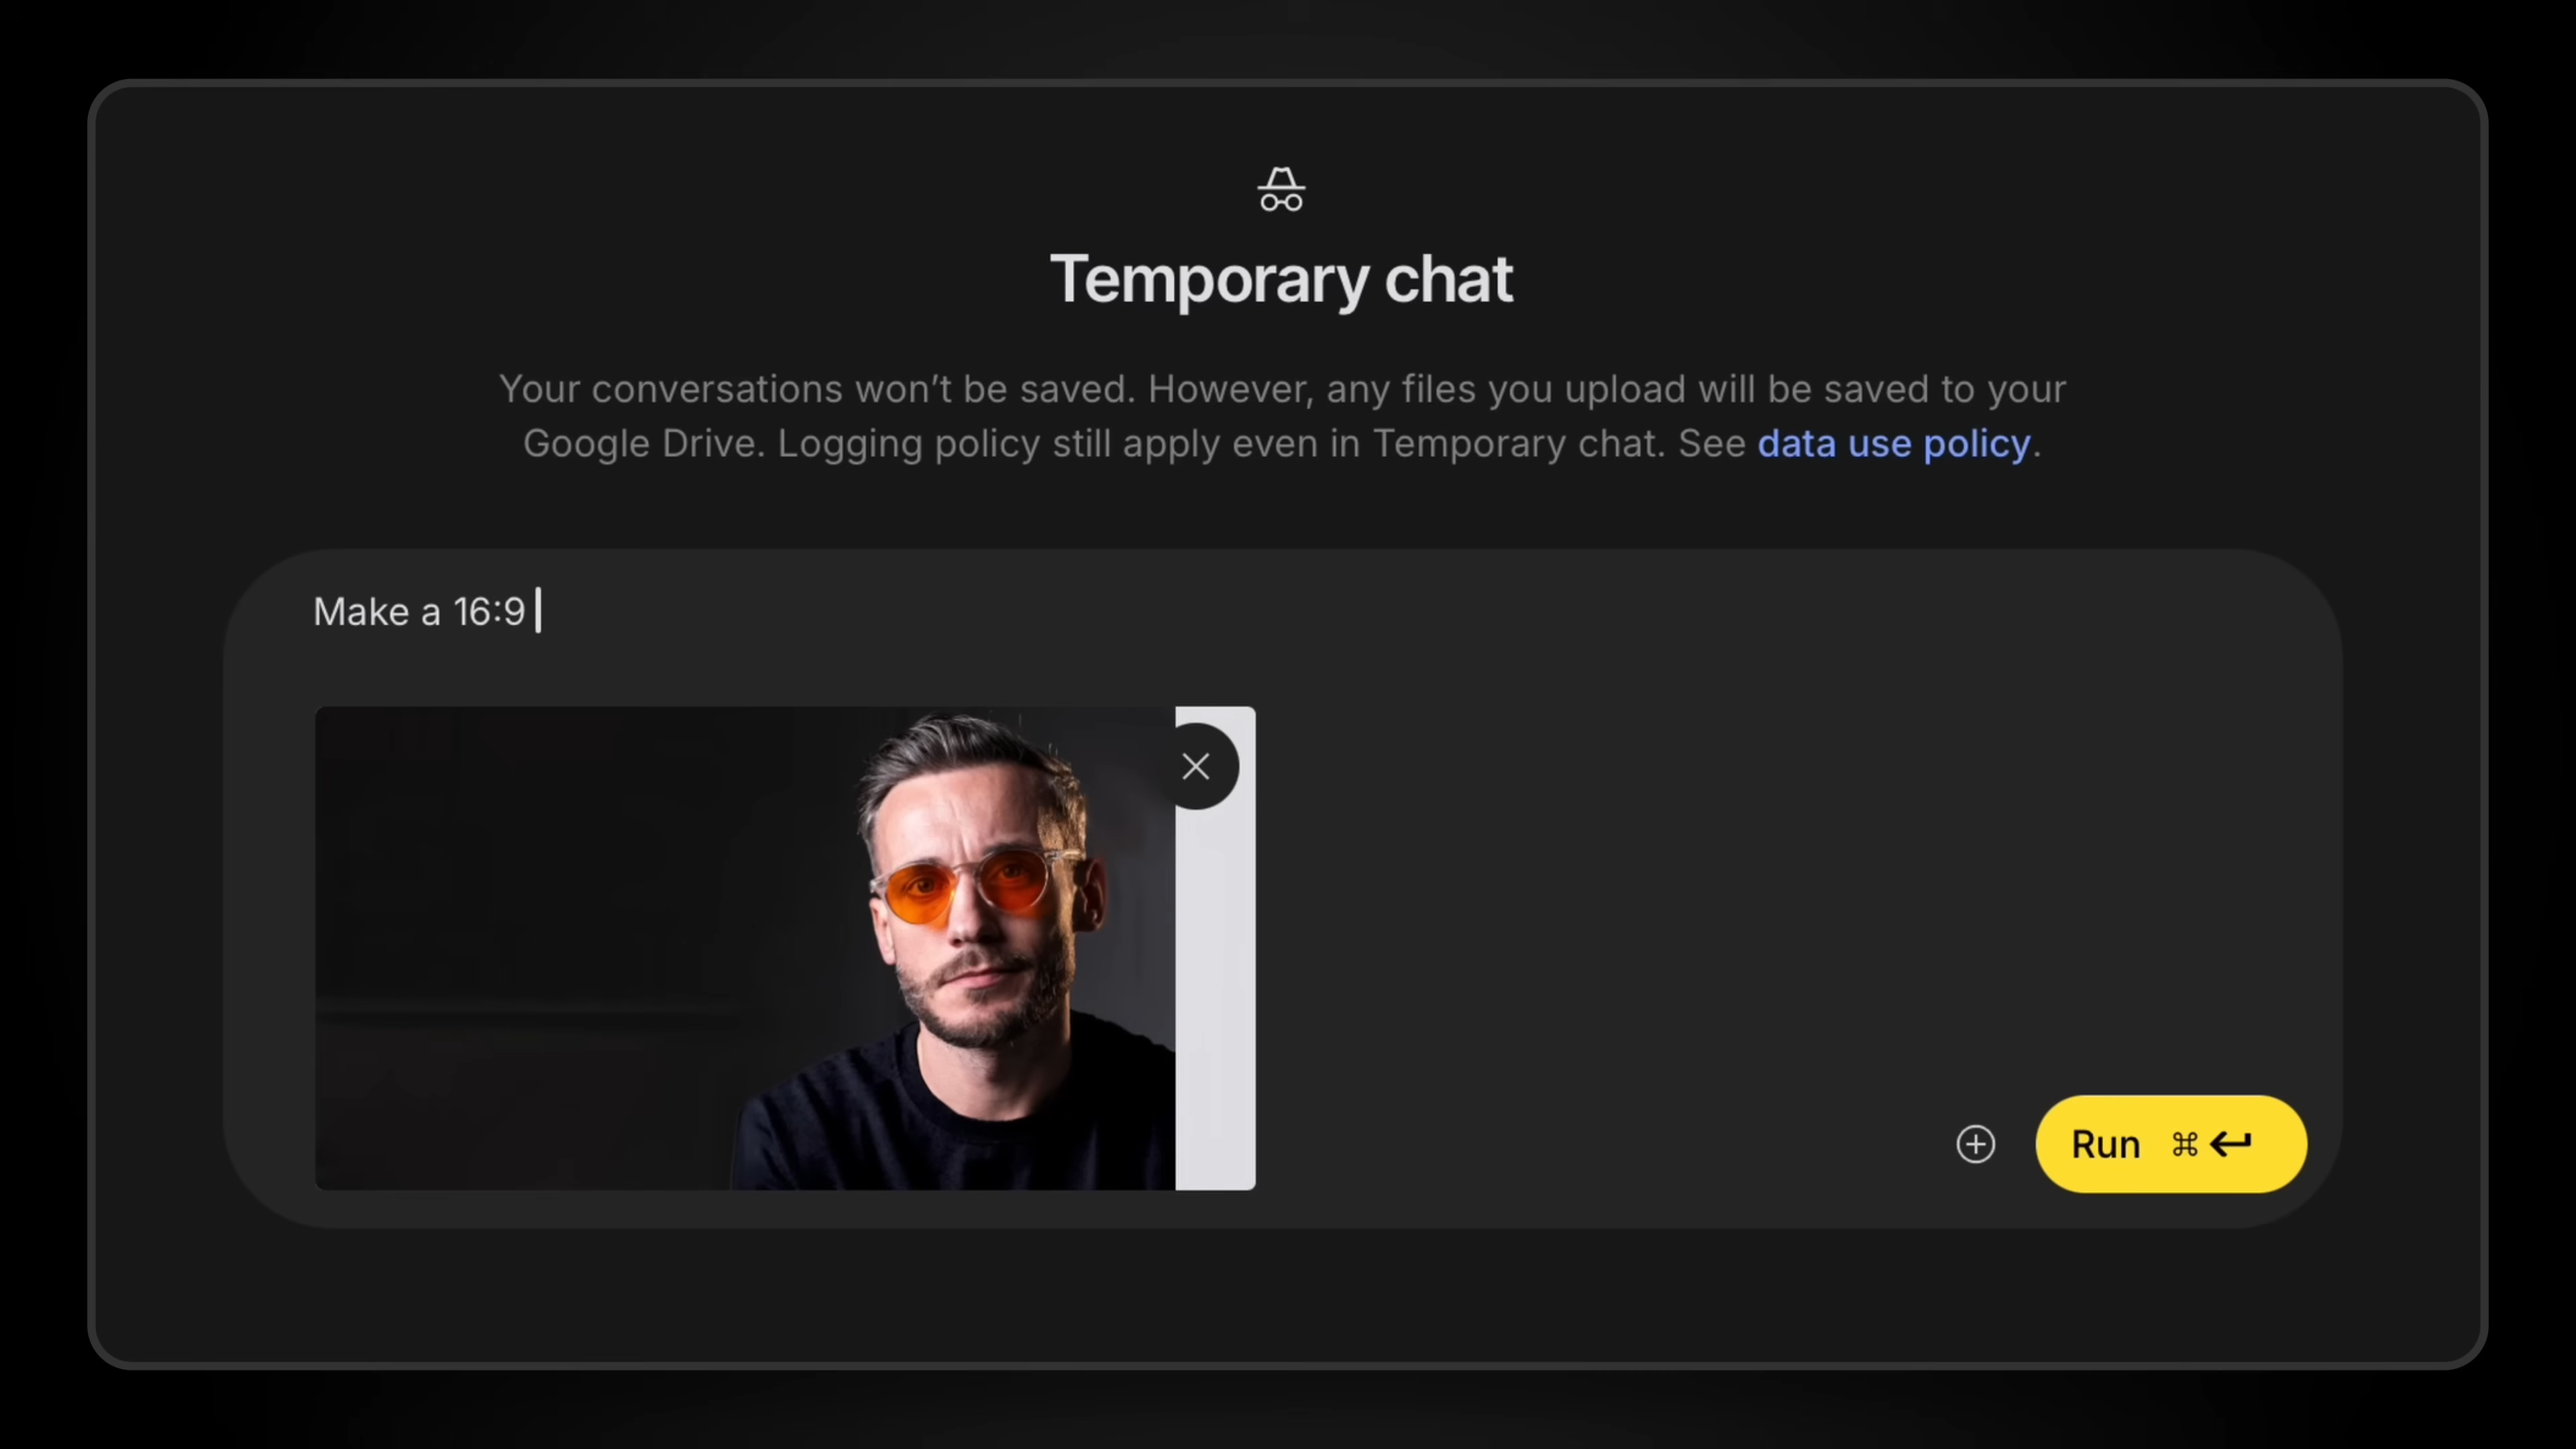 Temporary chat
Your conversations won’t be saved. However, any files you upload will be saved to your
Google Drive. Logging policy still apply even in Temporary chat. See data use policy.
Make a 16:9
Run ⌘ ↵